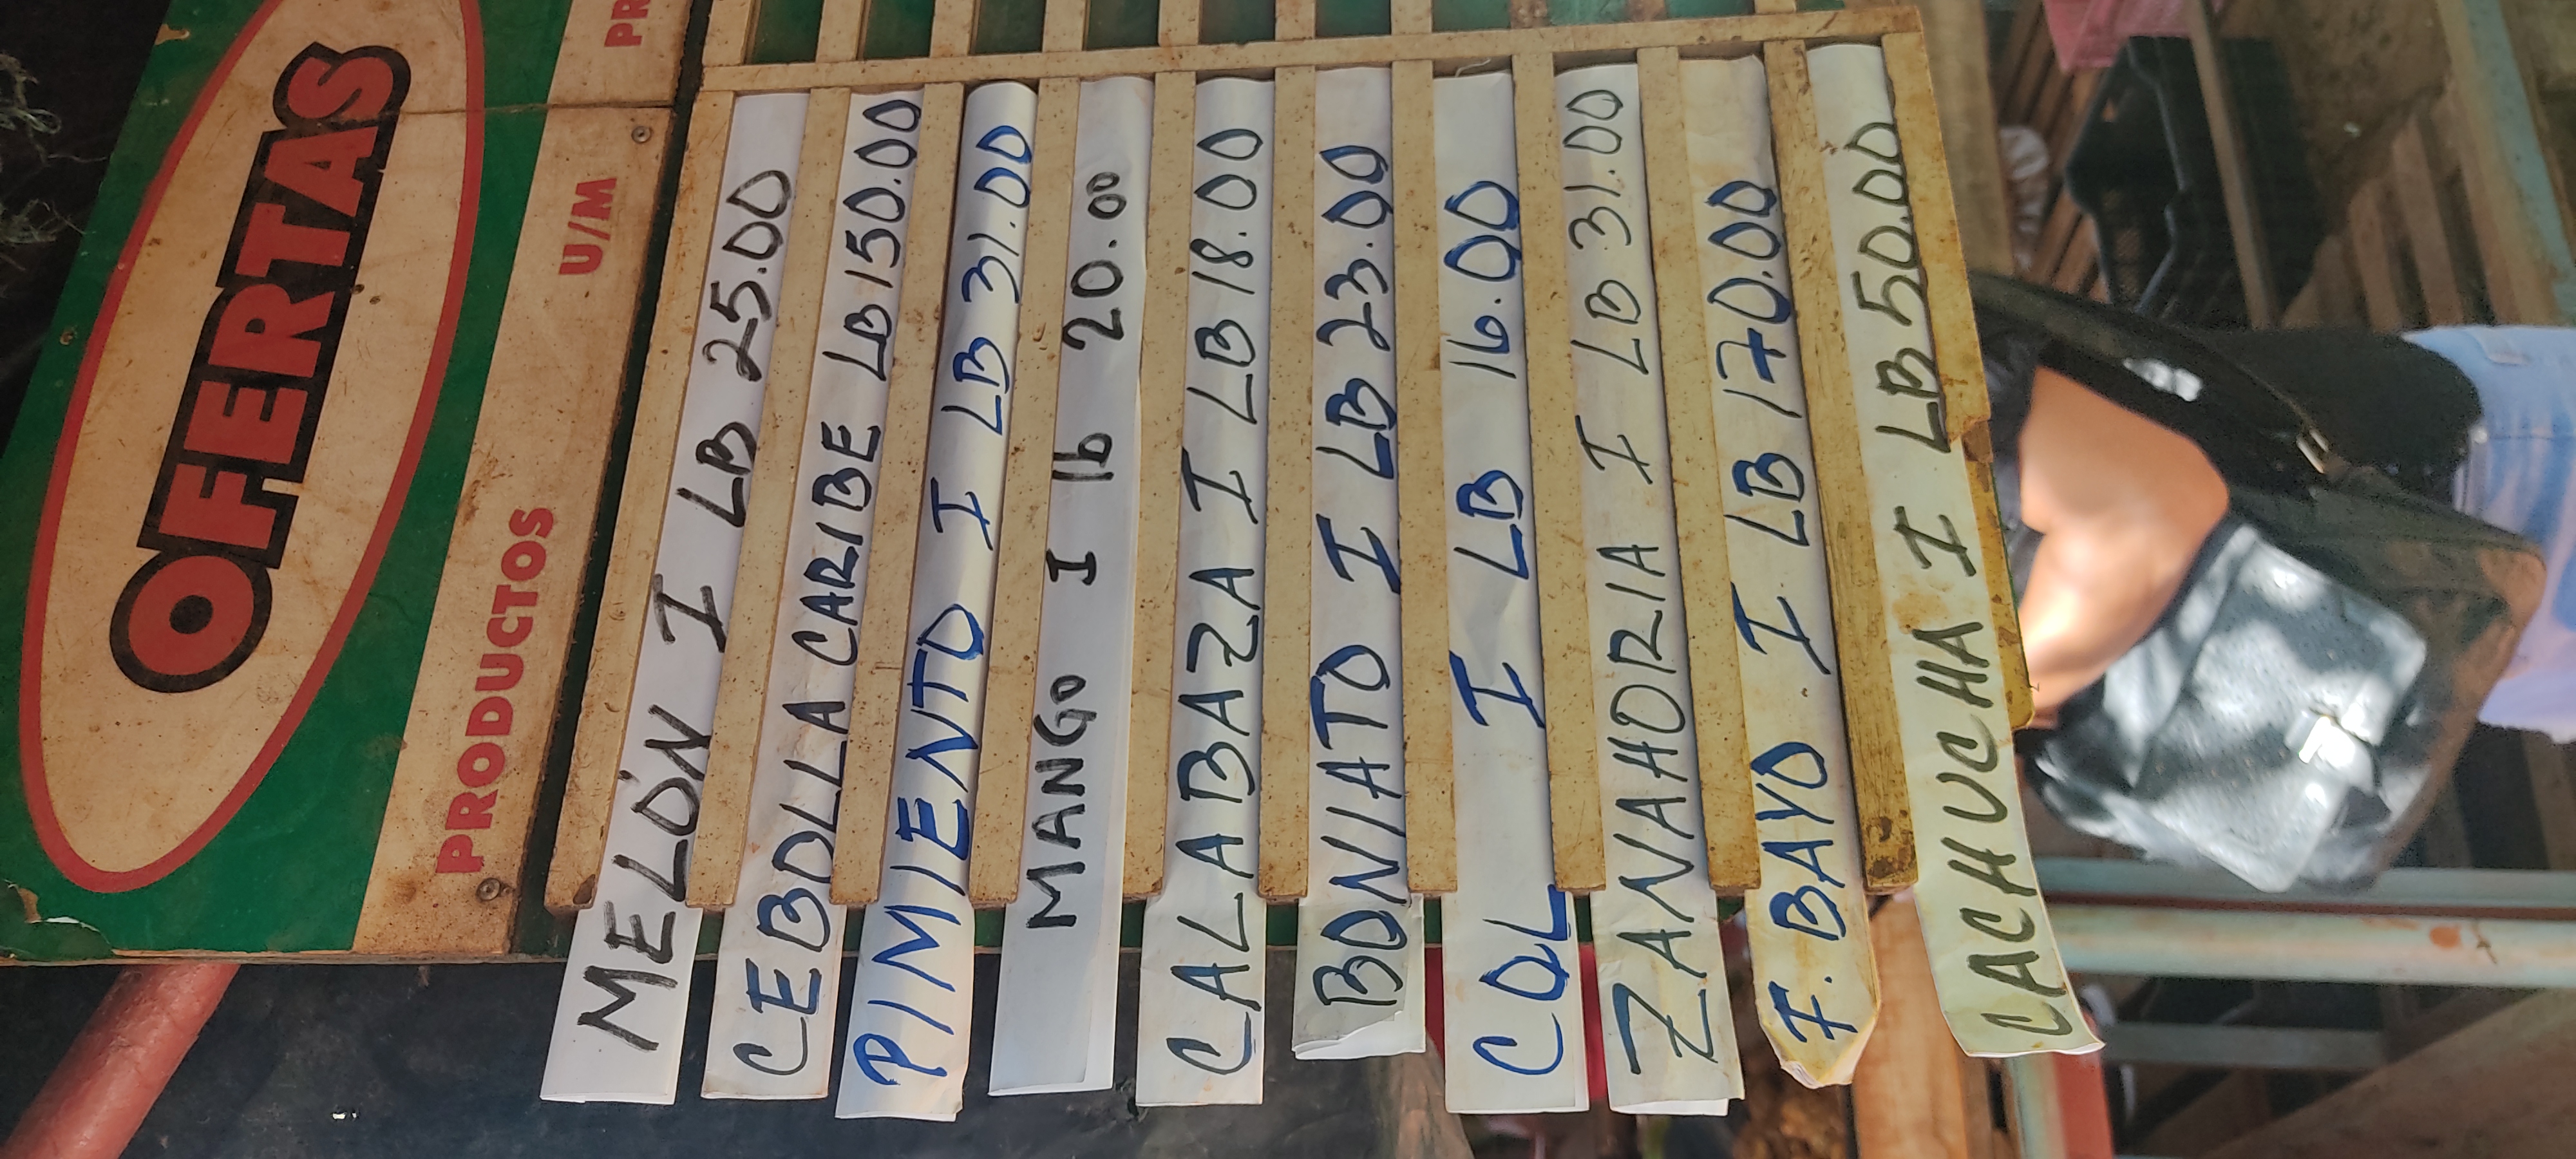 OFERTAS
PRODUCTOS U/M PR
MELÓN I LB 25.00
CEBOLLA CARIBE LB 150.00
PIMIENTO I LB 31.00
MANGO I lb 20.00
CALABAZA I LB 18.00
BONIATO I LB 23.00
COL I LB 16.00
ZANAHORIA I LB 31.00
F. BAYO I LB 170.00
CACHUCHA I LB 50.00